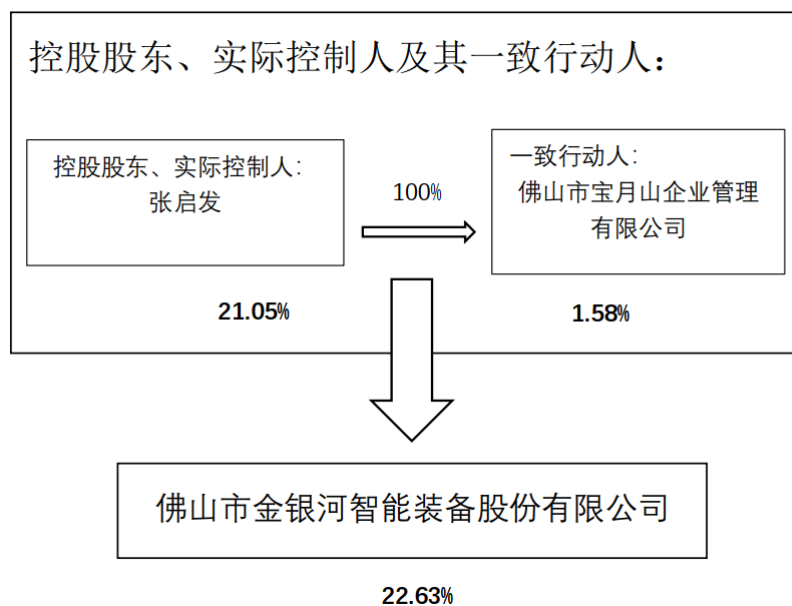 控股股东、实际控制人及其一致行动人：
控股股东、实际控制人：
张启发
100%
一致行动人：
佛山市宝月山企业管理
有限公司
21.05%
1.58%
佛山市金银河智能装备股份有限公司
22.63%